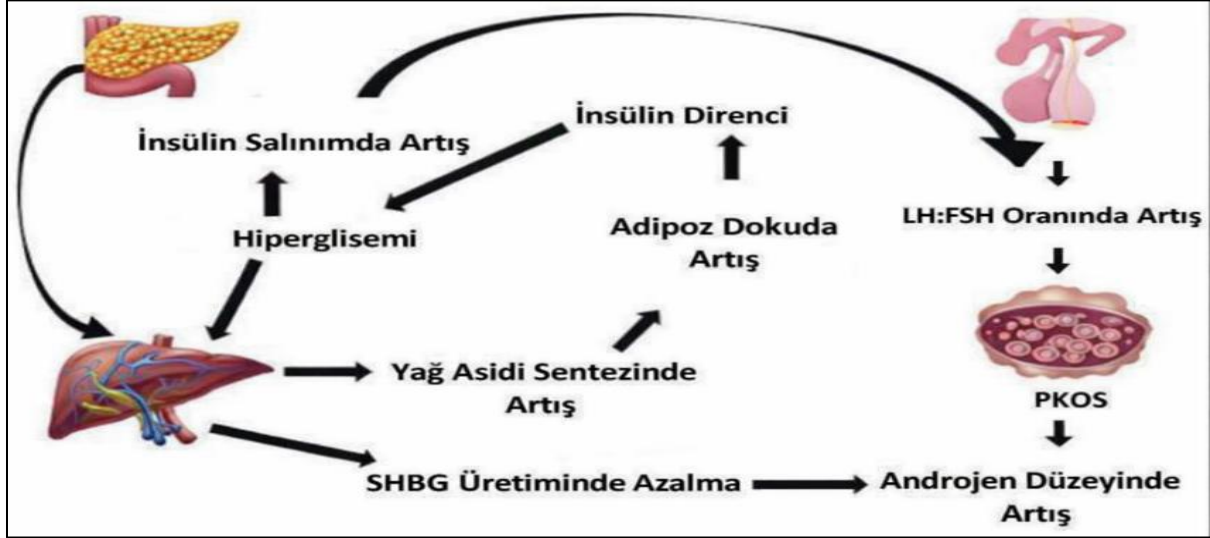 İnsülin Salınımda Artış
İnsülin Direnci
Hiperglisemi
Adipoz Dokuda
Artış
LH:FSH Oranında Artış
Yağ Asidi Sentezinde
Artış
PKOS
SHBG Üretiminde Azalma
Androjen Düzeyinde
Artış